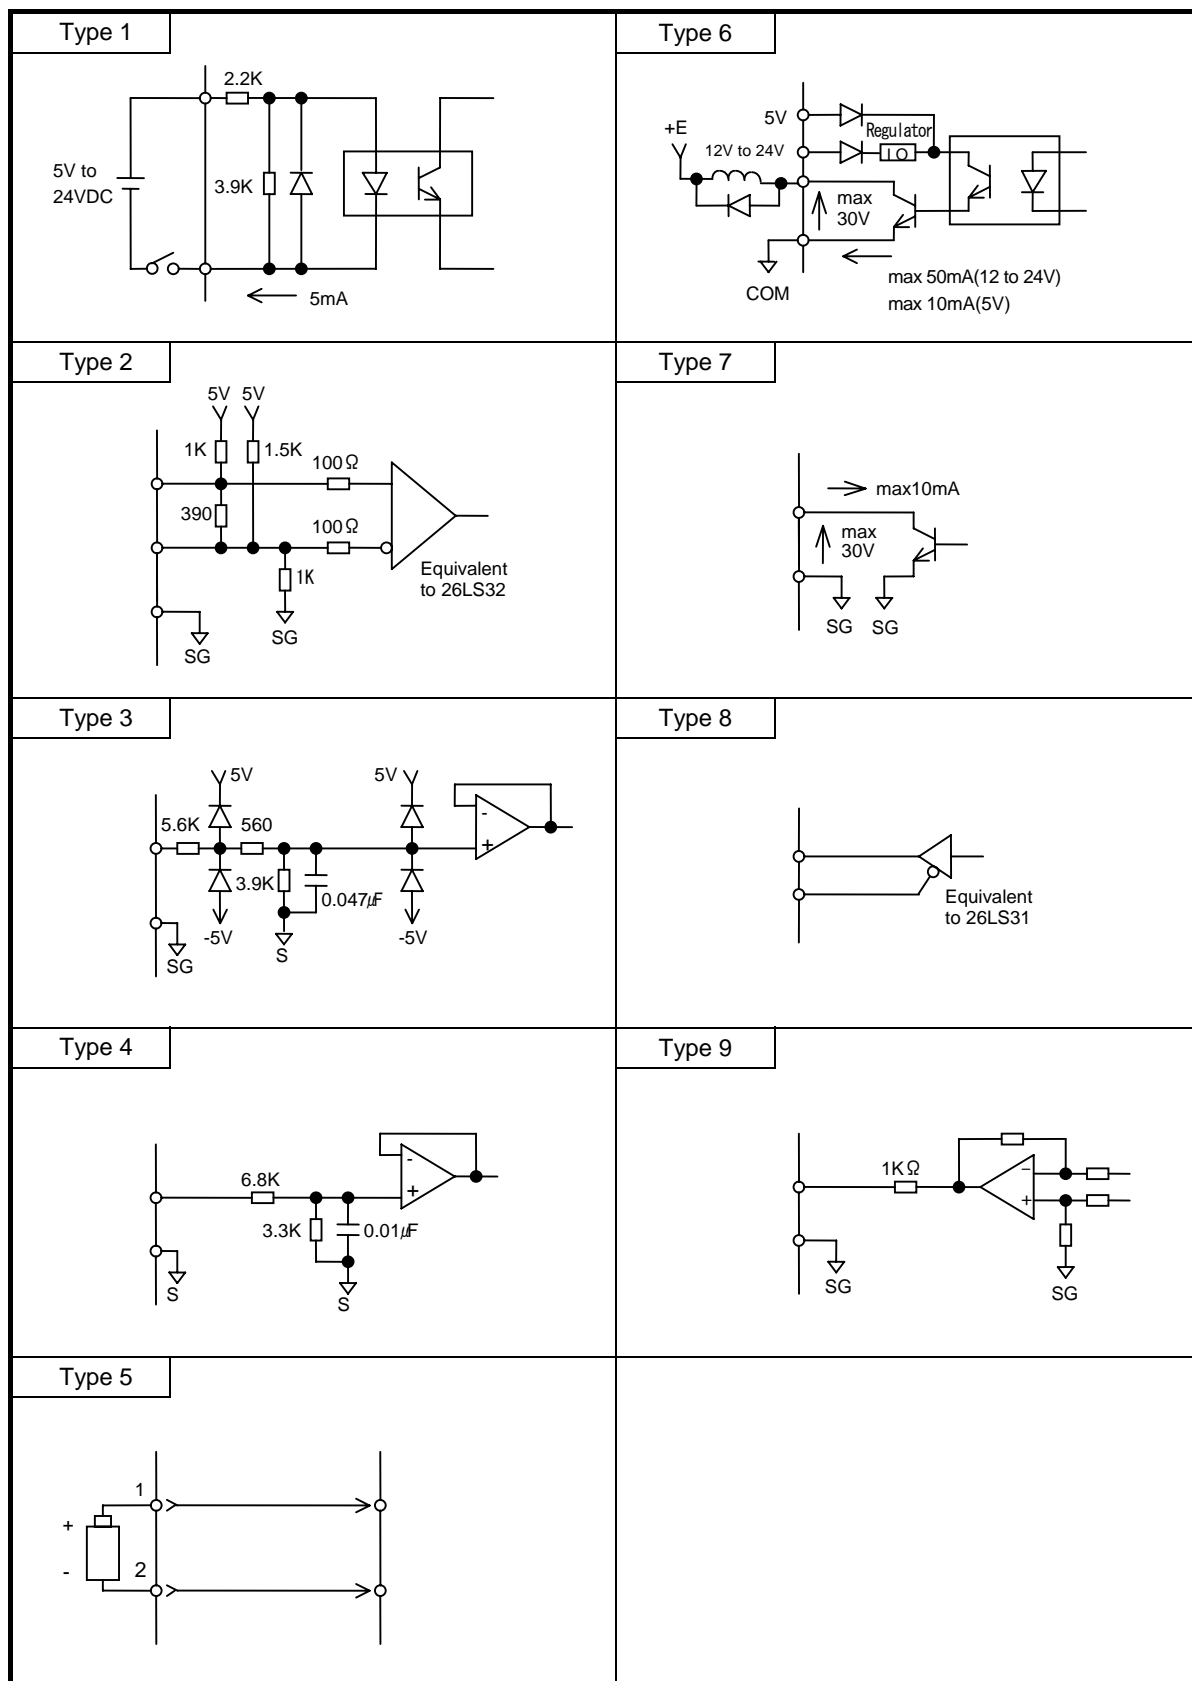 Type 1
2.2K
5V to
24VDC
3.9K
5mA
Type 6
5V
Regulator
I O
+E
12V to 24V
max
30V
COM
max 50mA(12 to 24V)
max 10mA(5V)
Type 2
5V 5V
1K
1.5K
100Ω
390
100Ω
1K
Equivalent
to 26LS32
SG
SG
Type 7
max10mA
max
30V
SG SG
Type 3
5V
5V
5.6K
560
-
+
3.9K
0.047μF
-5V
-5V
SG
S
Type 8
Equivalent
to 26LS31
Type 4
-
+
6.8K
3.3K
0.01μF
S
S
Type 9
1KΩ
-
+
SG
SG
Type 5
1
+
-
2